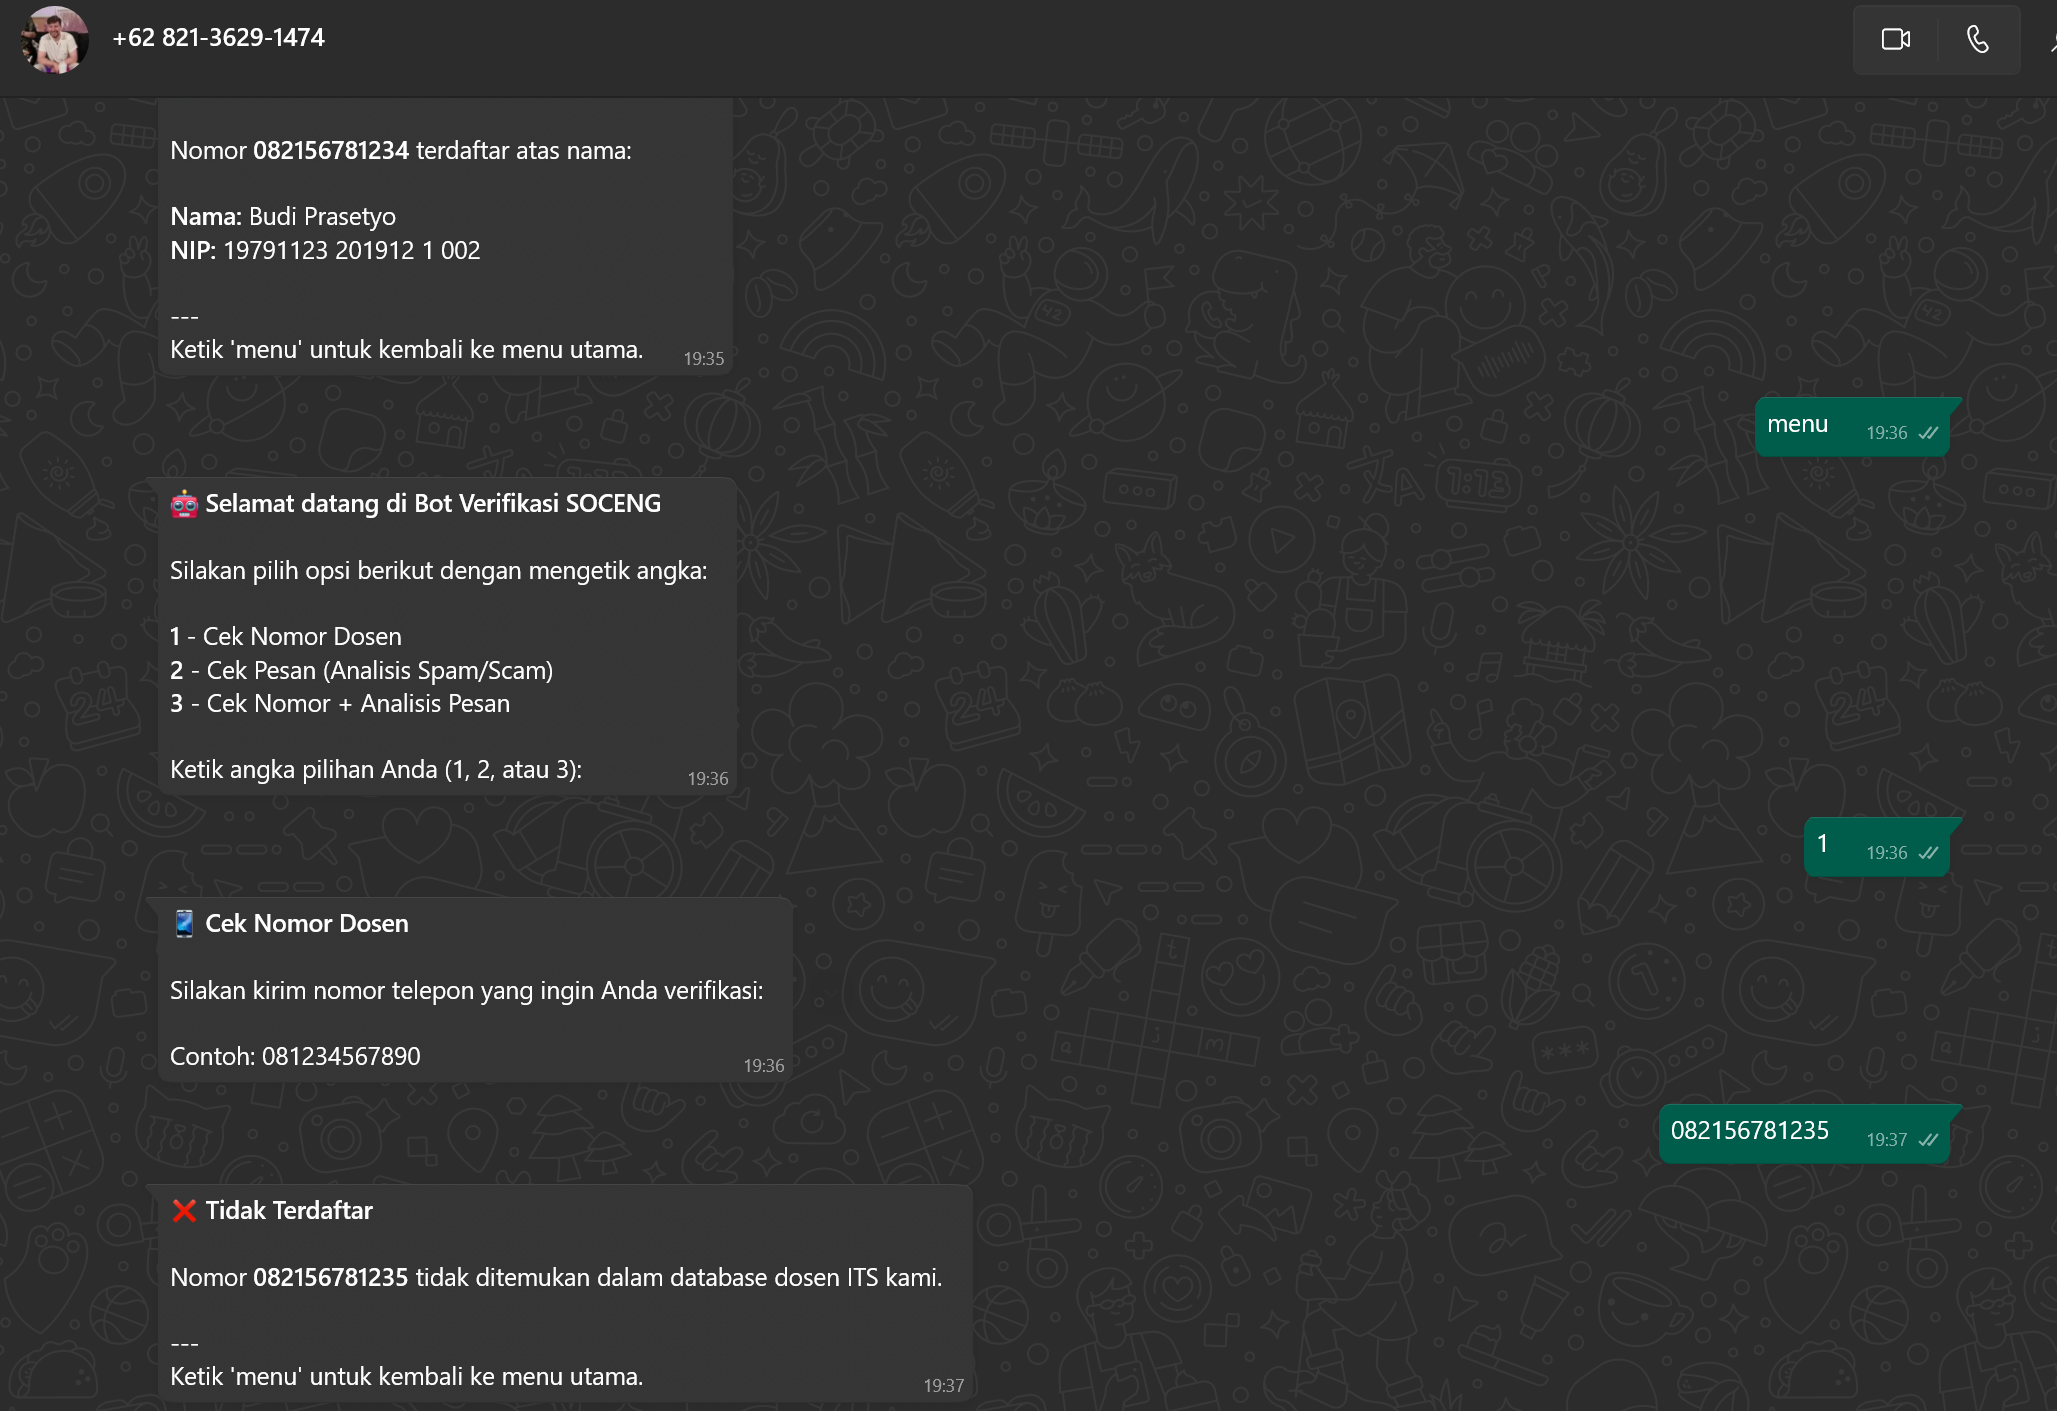 +62 821-3629-1474
Nomor 082156781234 terdaftar atas nama:
Nama: Budi Prasetyo
NIP: 19791123 201912 1 002
---
Ketik 'menu' untuk kembali ke menu utama.
19:35
menu
19:36
Selamat datang di Bot Verifikasi SOCENG
Silakan pilih opsi berikut dengan mengetik angka:
1 - Cek Nomor Dosen
2 - Cek Pesan (Analisis Spam/Scam)
3 - Cek Nomor + Analisis Pesan
Ketik angka pilihan Anda (1, 2, atau 3):
19:36
1
19:36
Cek Nomor Dosen
Silakan kirim nomor telepon yang ingin Anda verifikasi:
Contoh: 081234567890
19:36
082156781235
19:37
Tidak Terdaftar
Nomor 082156781235 tidak ditemukan dalam database dosen ITS kami.
---
Ketik 'menu' untuk kembali ke menu utama.
19:37